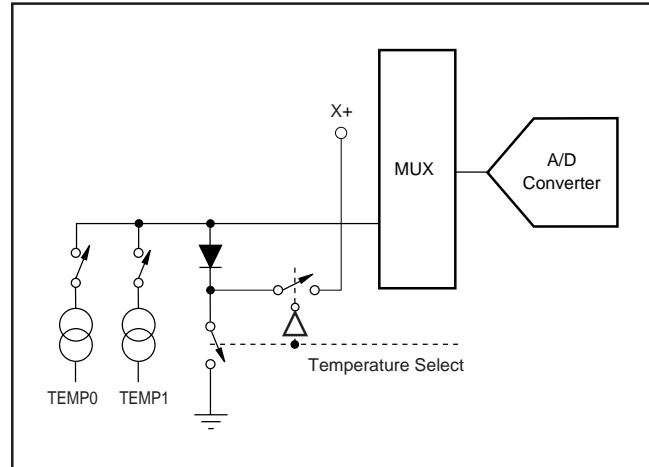 X+
MUX
A/D
Converter
Temperature Select
TEMP0 TEMP1